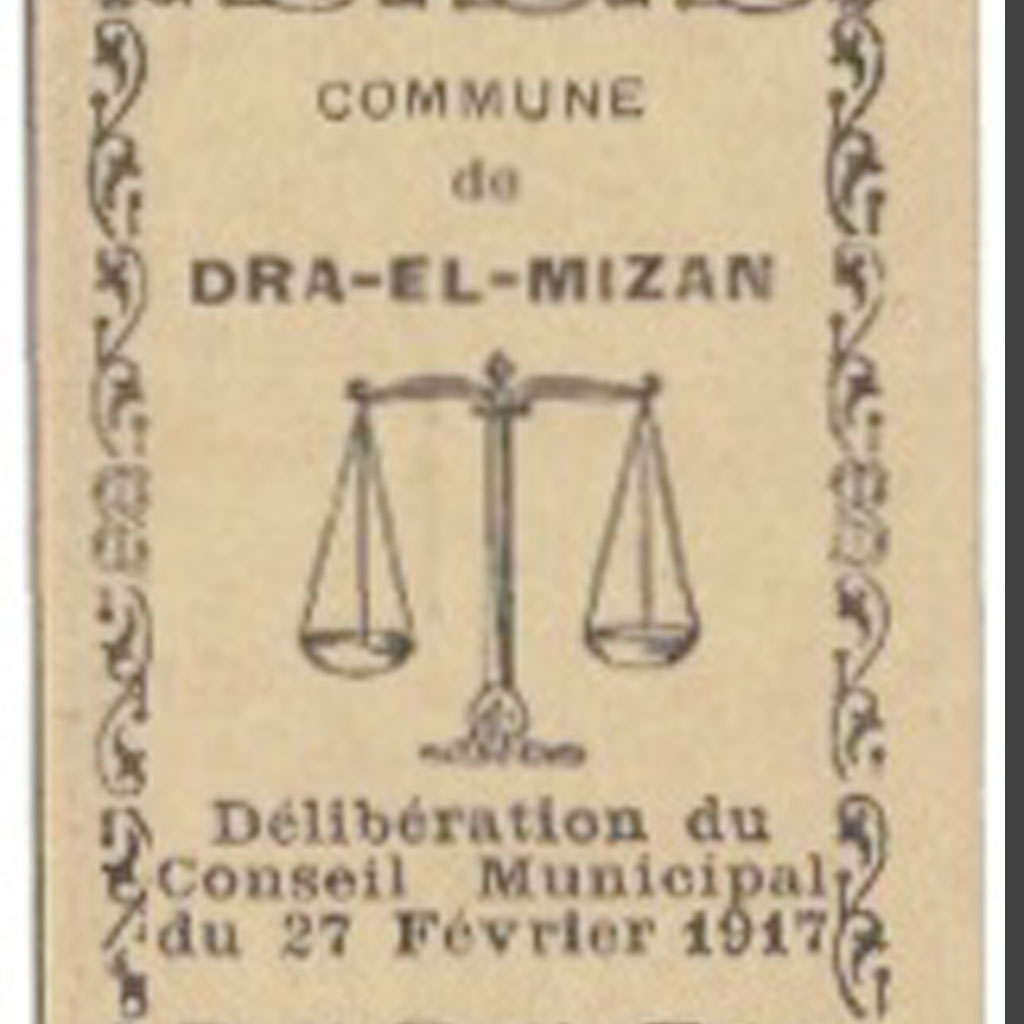 COMMUNE
de
DRA-EL-MIZAN
Délibération du
Conseil Municipal
du 27 Février 1917